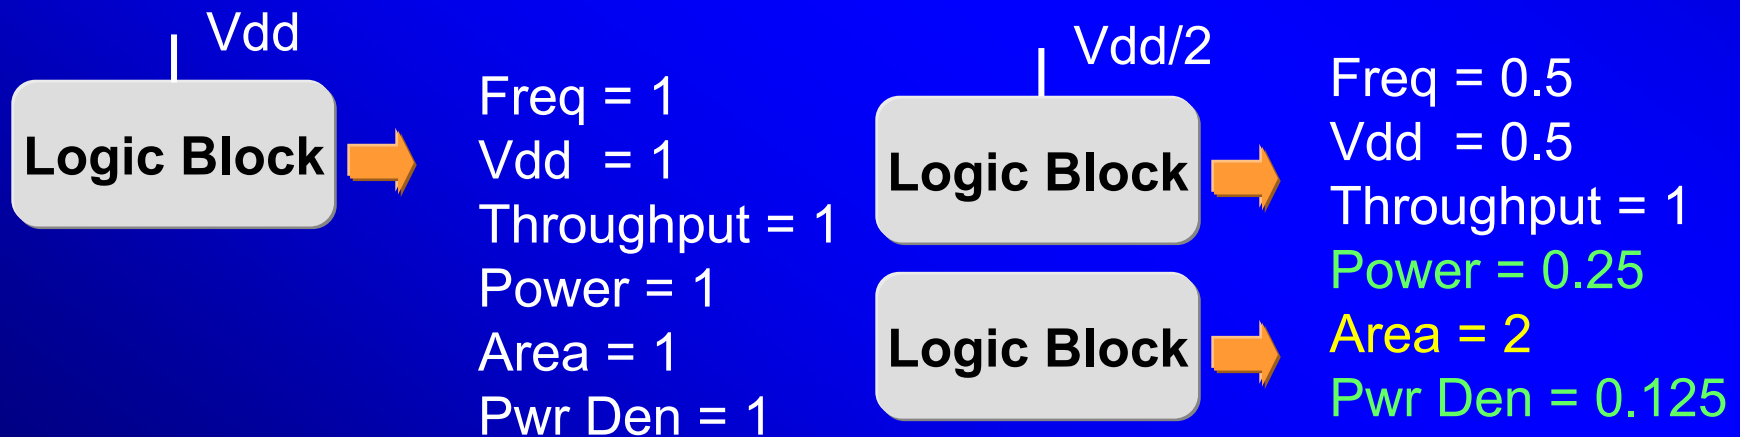 Vdd
Logic Block
Freq = 1
Vdd = 1
Throughput = 1
Power = 1
Area = 1
Pwr Den = 1
Vdd/2
Logic Block
Logic Block
Freq = 0.5
Vdd = 0.5
Throughput = 1
Power = 0.25
Area = 2
Pwr Den = 0.125